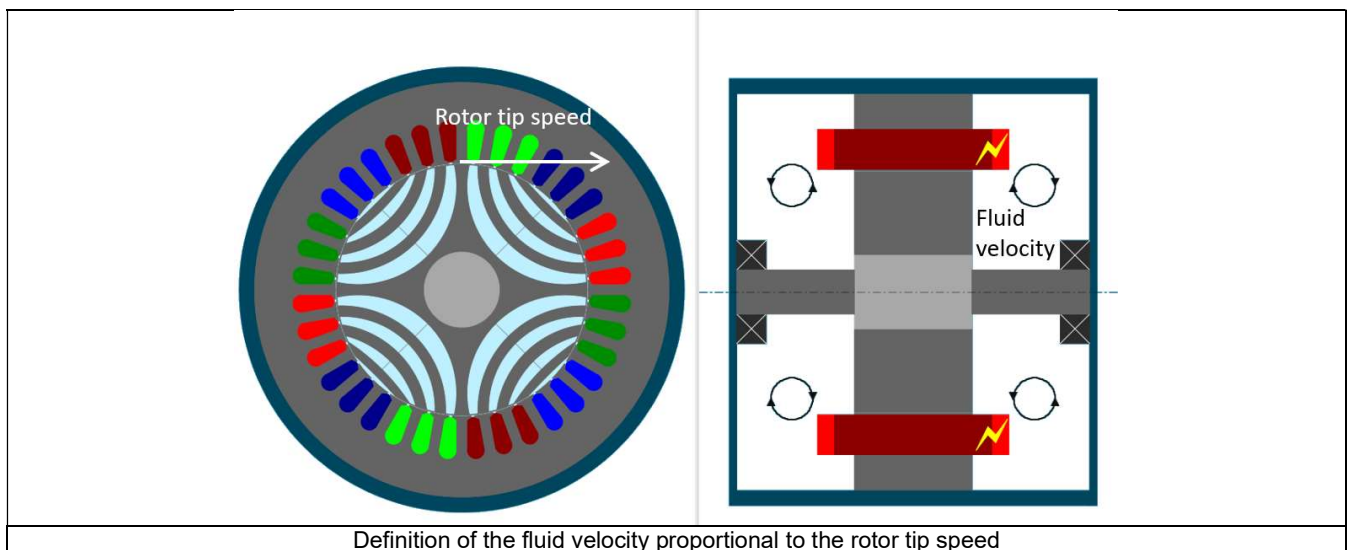 Rotor tip speed
Fluid
velocity
Definition of the fluid velocity proportional to the rotor tip speed